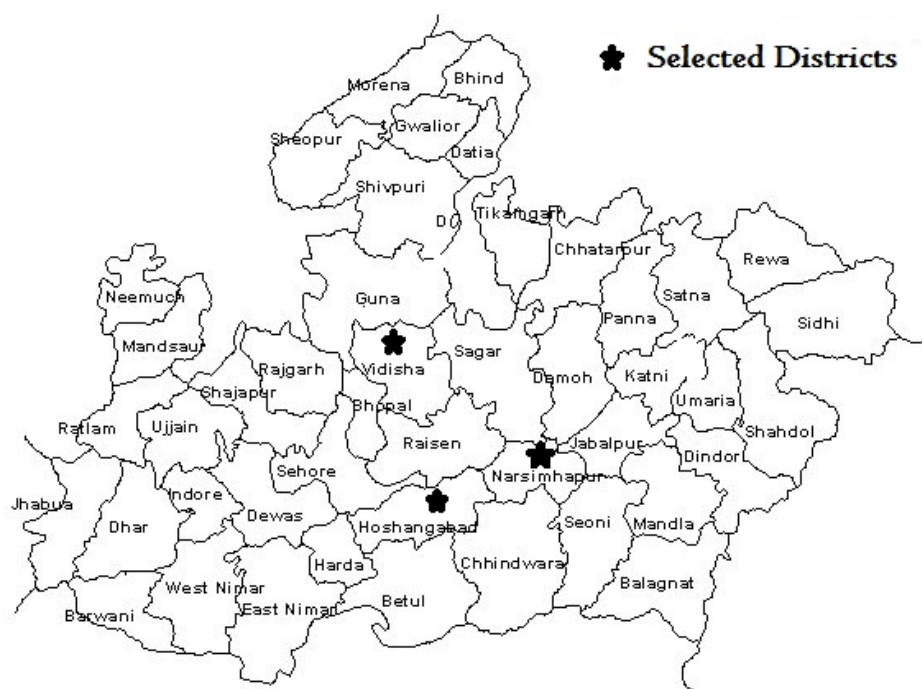 Selected Districts
Bhind
Morena
Gwalior
Sheopur
Datia
Shivpuri
Tikamgarh
Chhatarpur
Rewa
Neemuch
Guna
Satna
Panna
Sidhi
Mandsaur
Sagar
Rajgarh
Vidisha
Damoh
Katni
Shajapur
Umaria
Bhopal
Ratlam
Ujjain
Raisen
Jabalpur
Shahdol
Dindori
Sehore
Narsimhapur
Jhabua
Indore
Dhar
Dewas
Hoshangabad
Seoni
Mandla
Harda
Chhindwara
West Nimar
Balagnat
Barwani
East Nimar
Betul